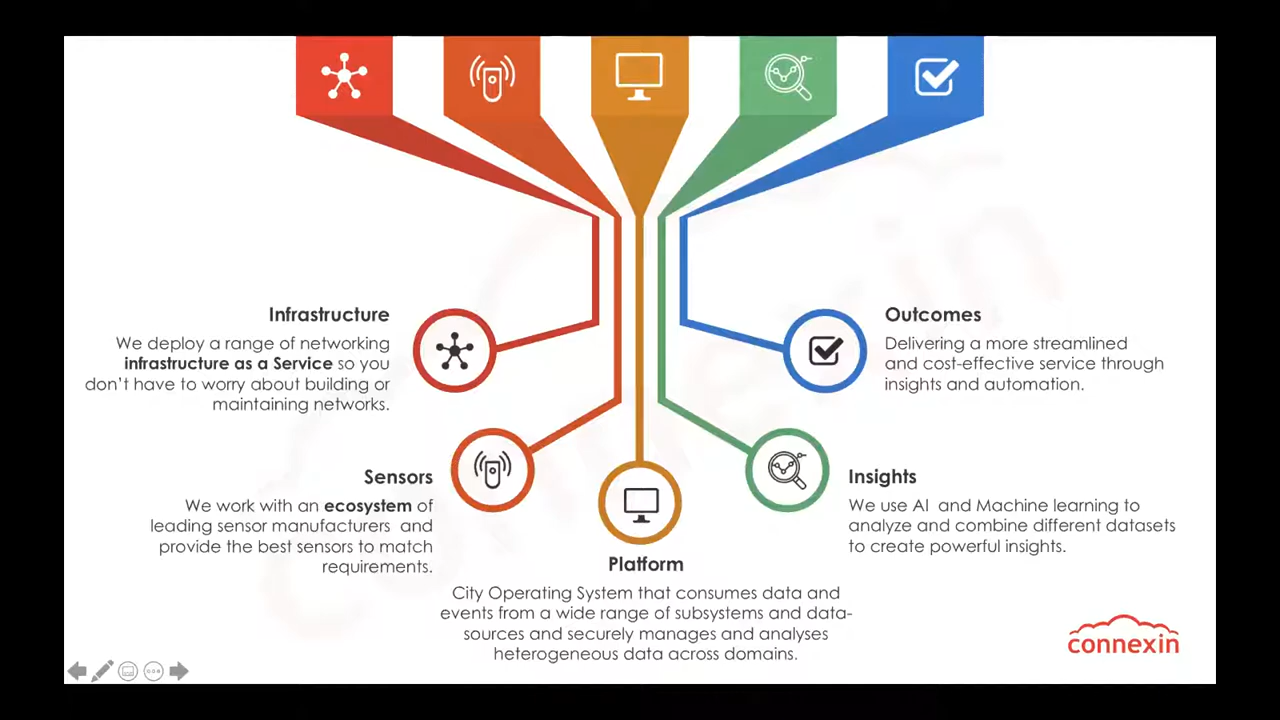 Infrastructure
We deploy a range of networking
infrastructure as a Service so you
don't have to worry about building or
maintaining networks.
Sensors
We work with an ecosystem of
leading sensor manufacturers and
provide the best sensors to match
requirements.
Platform
City Operating System that consumes data and
events from a wide range of subsystems and data-
sources and securely manages and analyses
heterogeneous data across domains.
Outcomes
Delivering a more streamlined
and cost-effective service through
insights and automation.
Insights
We use AI and Machine learning to
analyze and combine different datasets
to create powerful insights.
connexin